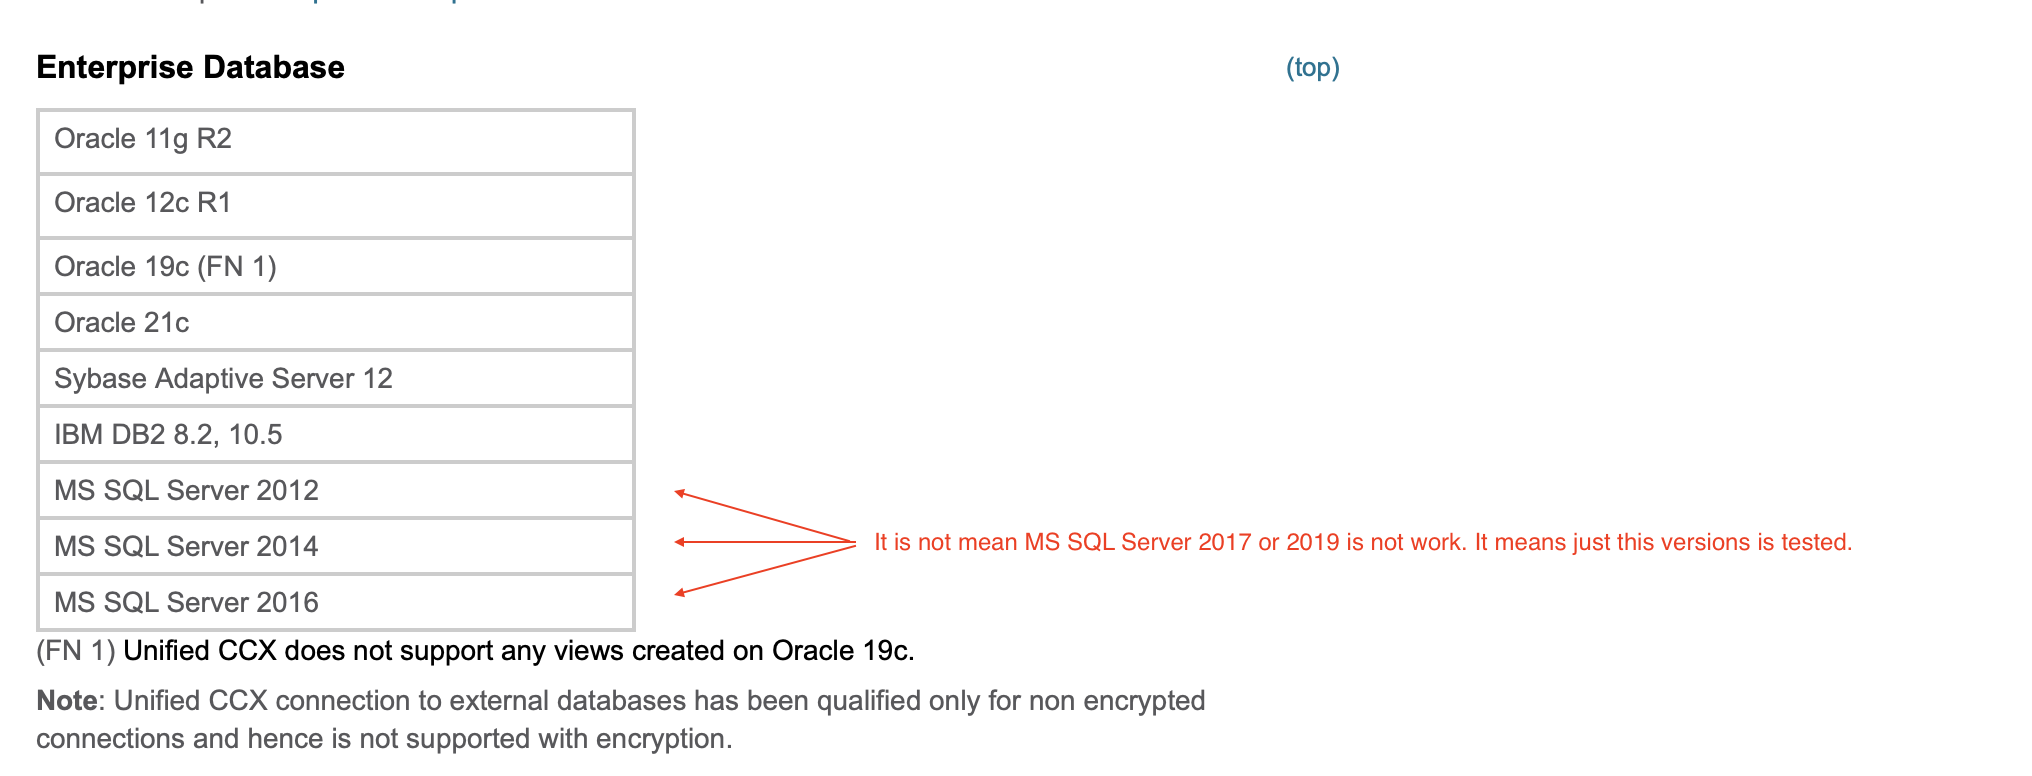 Enterprise Database
(top)
Oracle 11g R2
Oracle 12c R1
Oracle 19c (FN 1)
Oracle 21c
Sybase Adaptive Server 12
IBM DB2 8.2, 10.5
MS SQL Server 2012
MS SQL Server 2014
It is not mean MS SQL Server 2017 or 2019 is not work. It means just this versions is tested.
MS SQL Server 2016
(FN 1) Unified CCX does not support any views created on Oracle 19c.
Note: Unified CCX connection to external databases has been qualified only for non encrypted
connections and hence is not supported with encryption.